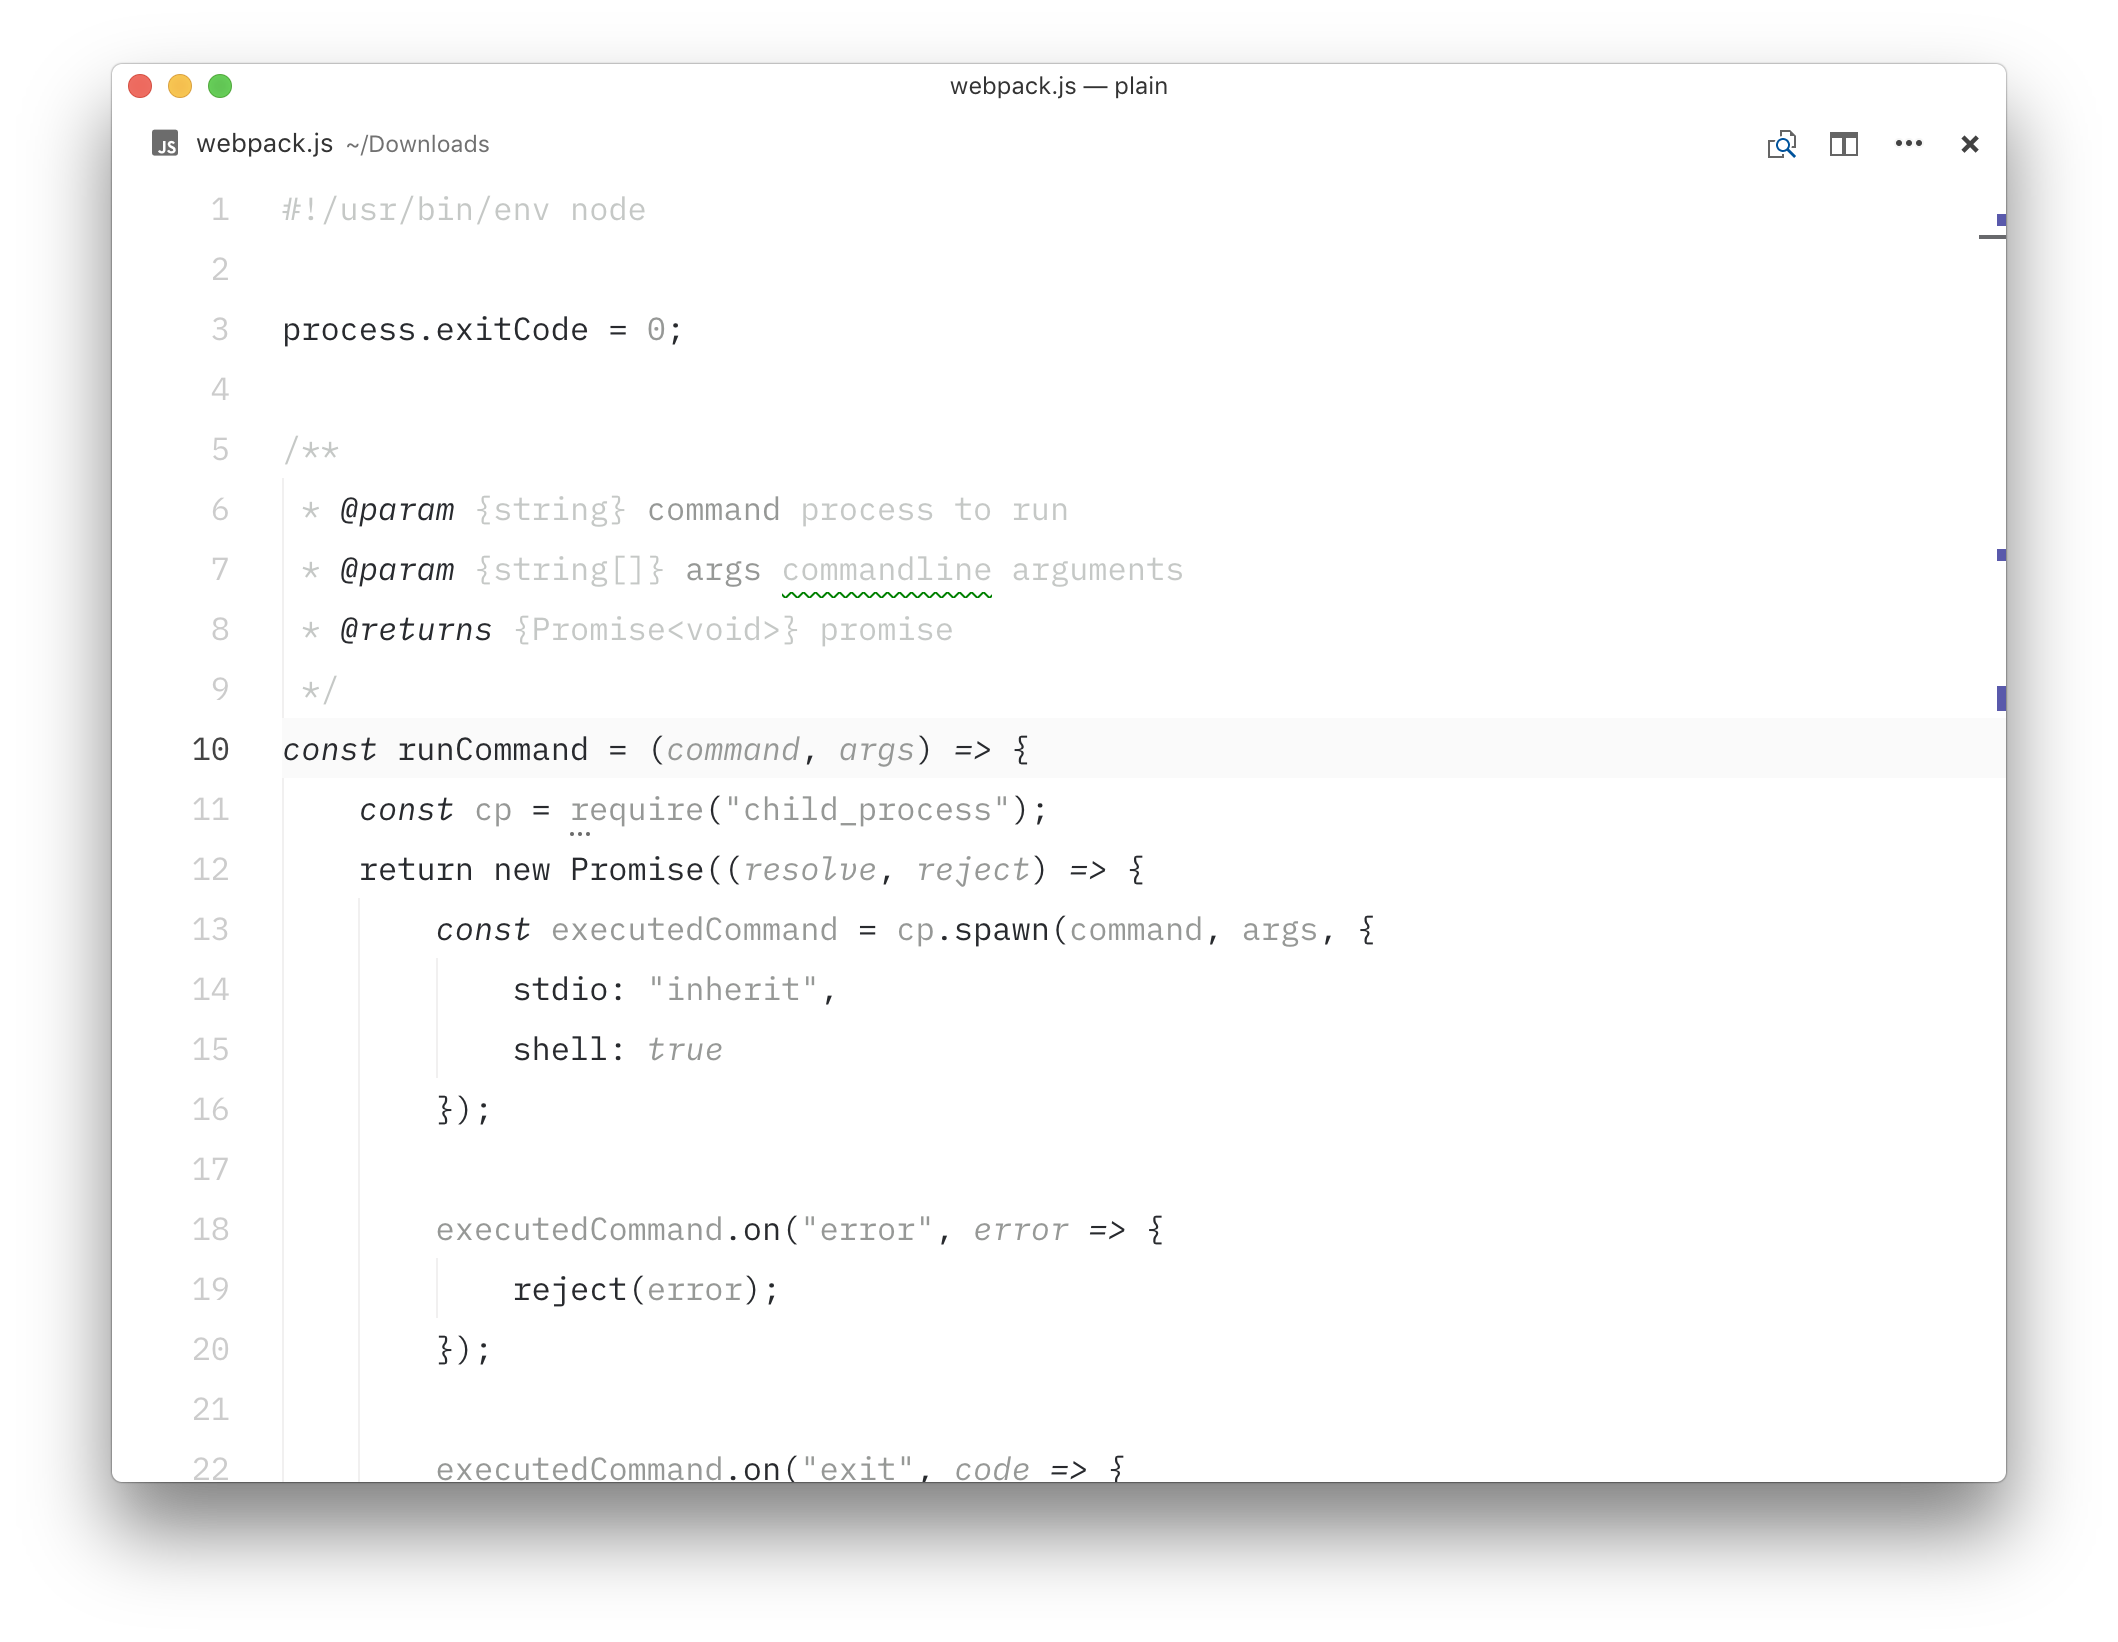 webpack.js — plain
JS webpack.js ~/Downloads
1 #!/usr/bin/env node
2
3 process.exitCode = 0;
4
5 /**
6  * @param {string} command process to run
7  * @param {string[]} args commandline arguments
8  * @returns {Promise<void>} promise
9  */
10 const runCommand = (command, args) => {
11     const cp = require("child_process");
12     return new Promise((resolve, reject) => {
13         const executedCommand = cp.spawn(command, args, {
14             stdio: "inherit",
15             shell: true
16         });
17
18         executedCommand.on("error", error => {
19             reject(error);
20         });
21
22         executedCommand.on("exit", code => {